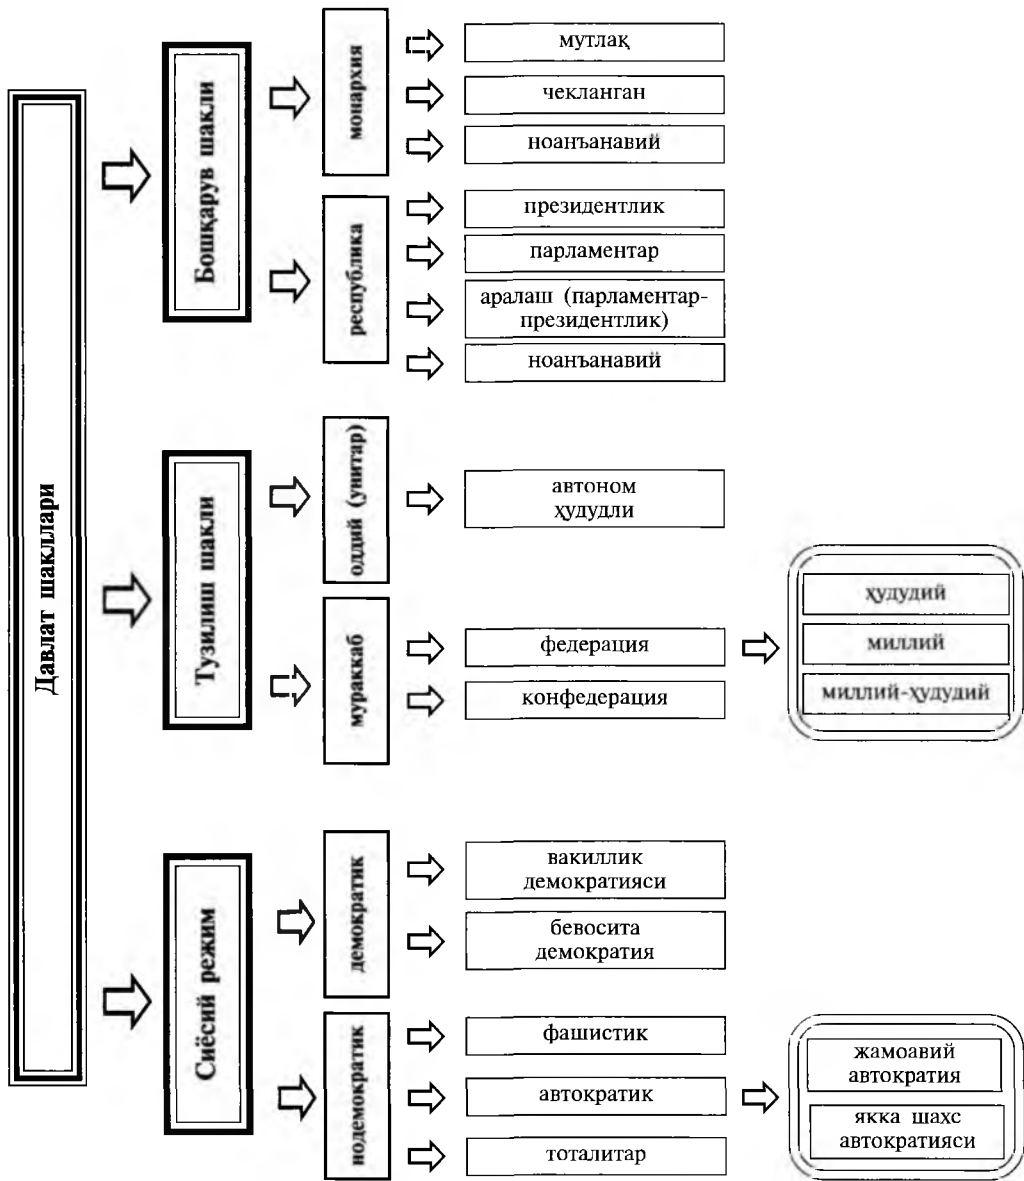 Давлат шакллари
Бошқарув шакли
монархия
мутлақ
чекланган
ноанъанавий
республика
президентлик
парламентар
аралаш (парламентар-
президентлик)
ноанъанавий
Тузилиш шакли
оддий (унитар)
автоном
ҳудудли
мураккаб
федерация
ҳудудий
миллий
миллий-ҳудудий
конфедерация
Сиёсий режим
демократик
вакиллик
демократияси
бевосита
демократия
нодемократик
фашистик
автократик
жамоавий
автократия
якка шахс
автократияси
тоталитар